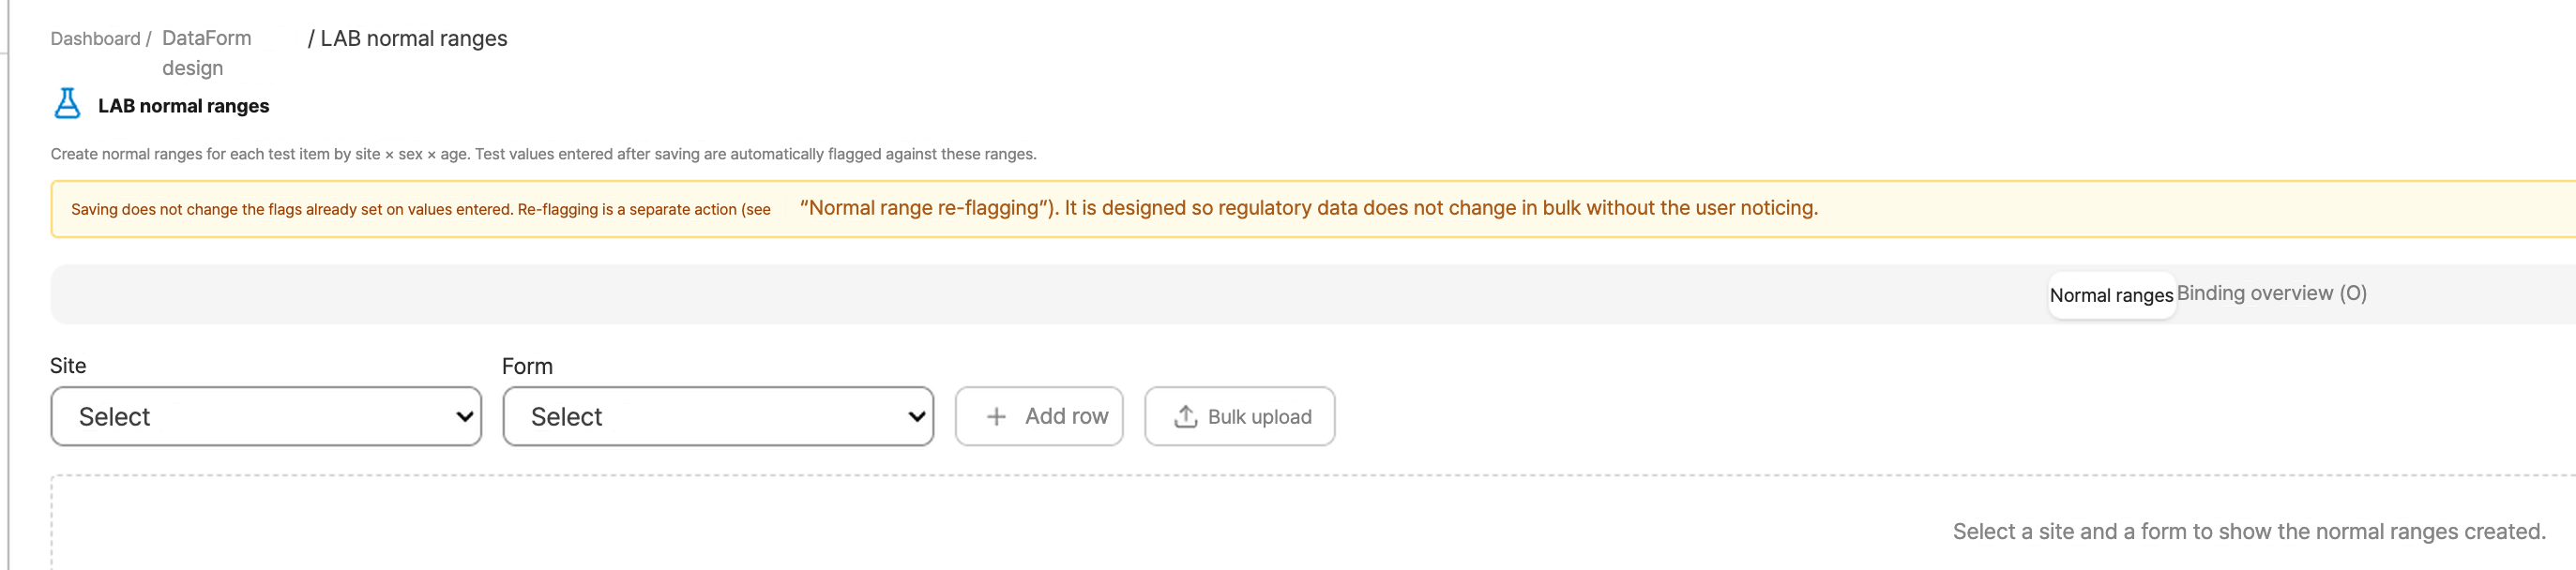 Dashboard / DataForm design / LAB normal ranges
LAB normal ranges
Create normal ranges for each test item by site × sex × age. Test values entered after saving are automatically flagged against these ranges.
Saving does not change the flags already set on values entered. Re-flagging is a separate action (see “Normal range re-flagging”). It is designed so regulatory data does not change in bulk without the user noticing.
Normal ranges Binding overview (0)
Site Form
Select Select + Add row Bulk upload
Select a site and a form to show the normal ranges created.